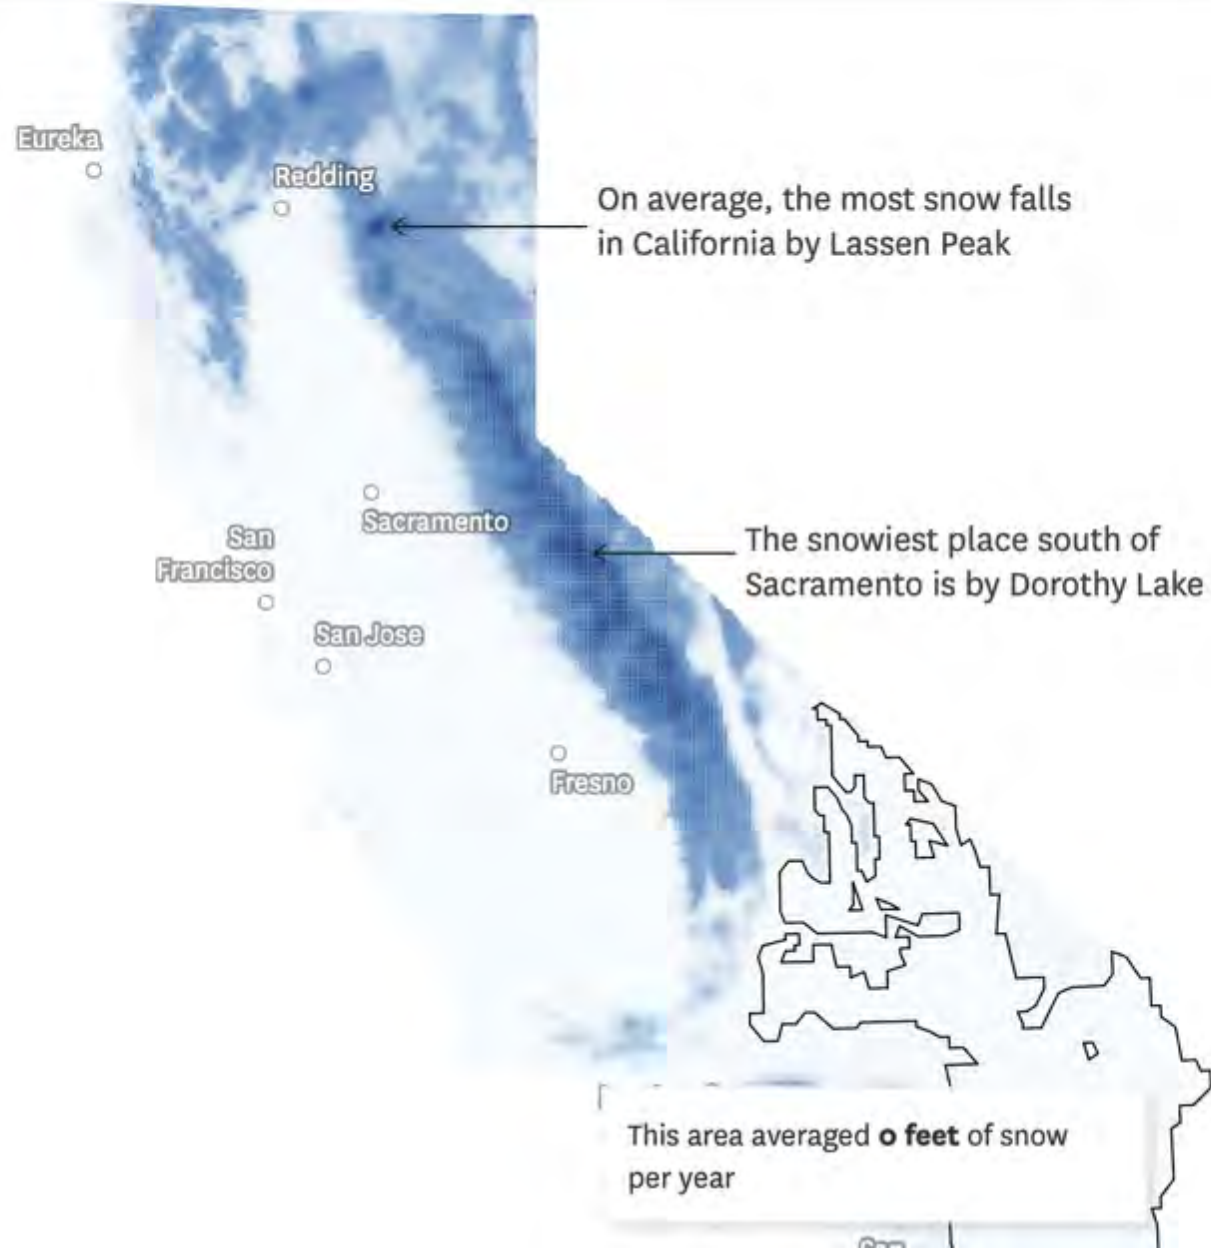 Eureka
Redding
On average, the most snow falls
in California by Lassen Peak
Sacramento
San
Francisco
The snowiest place south of
Sacramento is by Dorothy Lake
San Jose
Fresno
This area averaged 0 feet of snow
per year